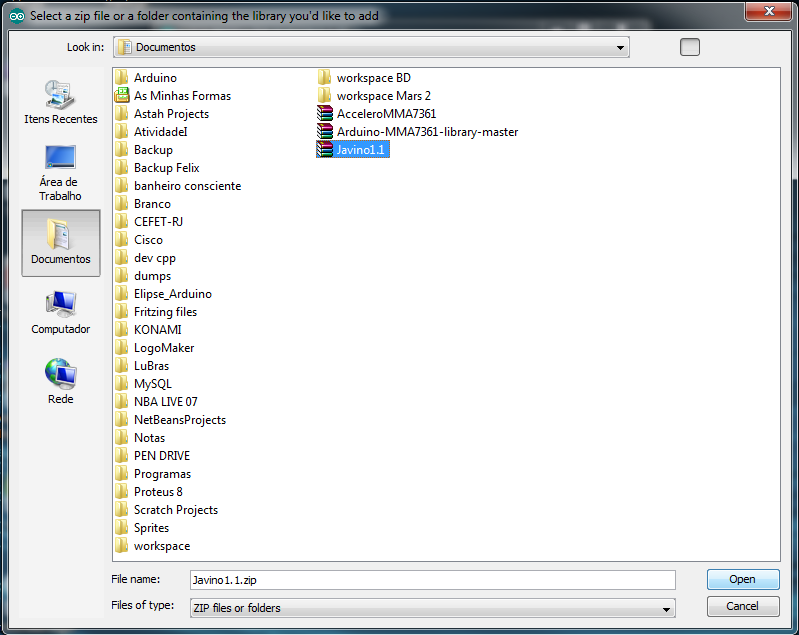 Select a zip file or a folder containing the library you'd like to add
Look in:
Documentos
Itens Recentes
Área de
Trabalho
Documentos
Computador
Rede
Arduino
As Minhas Formas
Astah Projects
AtividadeI
Backup
Backup Felix
banheiro consciente
Branco
CEFET-RJ
Cisco
dev cpp
dumps
Elipse_Arduino
Fritzing files
KONAMI
LogoMaker
LuBras
MySQL
NBA LIVE 07
NetBeansProjects
Notas
PEN DRIVE
Programas
Proteus 8
Scratch Projects
Sprites
workspace
workspace BD
workspace Mars 2
AcceleroMMA7361
Arduino-MMA7361-library-master
Javino1.1
File name:
Javino1.1.zip
Open
Files of type:
ZIP files or folders
Cancel